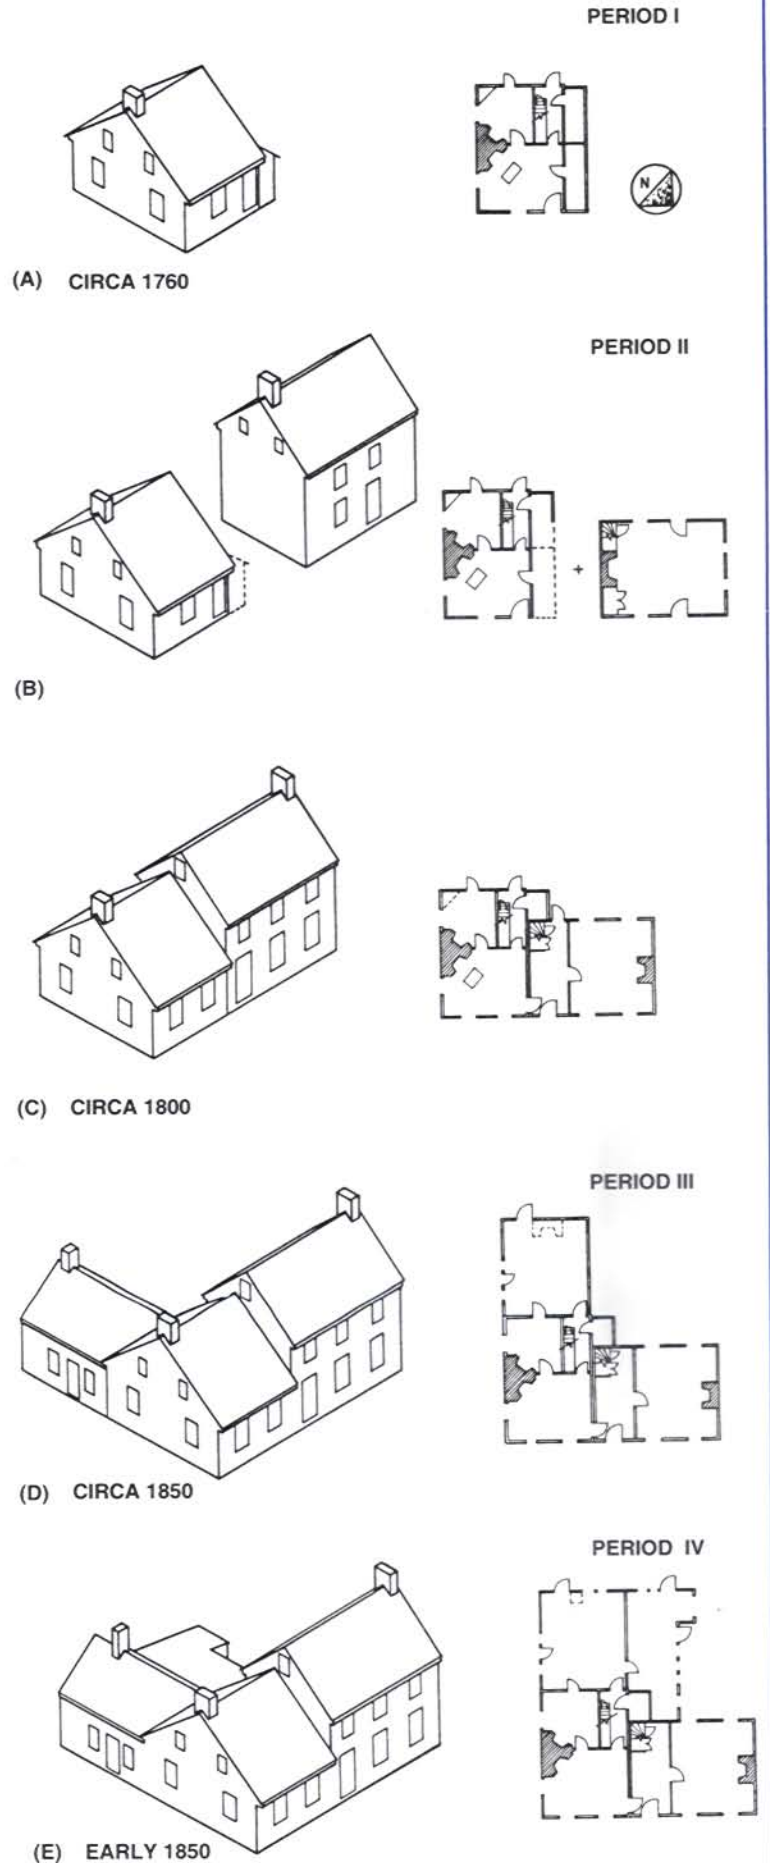 PERIOD I
N
(A) CIRCA 1760
PERIOD II
+
(B)
(C) CIRCA 1800
PERIOD III
(D) CIRCA 1850
PERIOD IV
(E) EARLY 1850